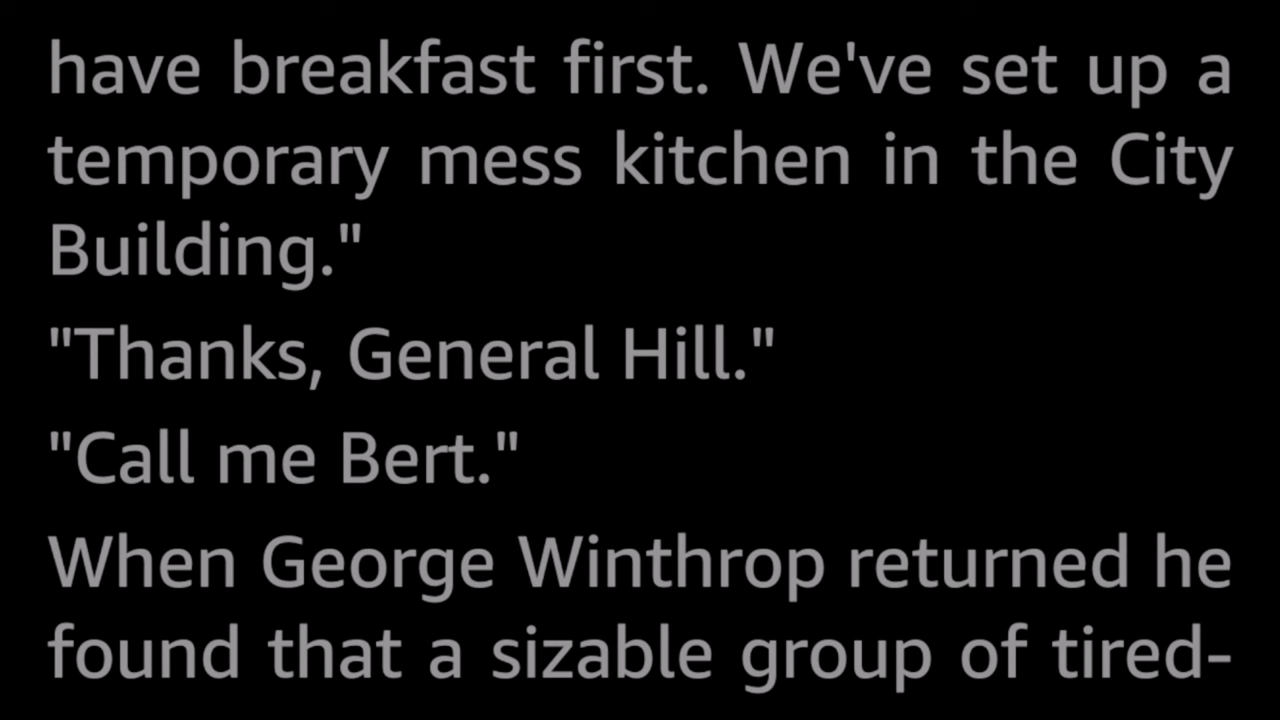 have breakfast first. We've set up a
temporary mess kitchen in the City
Building."
"Thanks, General Hill."
"Call me Bert."
When George Winthrop returned he
found that a sizable group of tired-